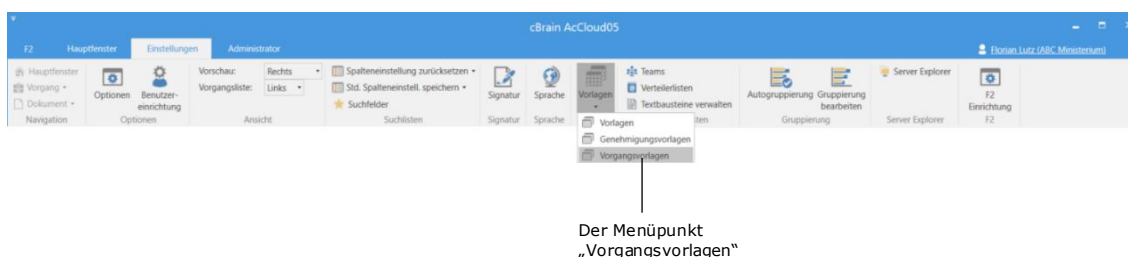 cBrain AcCloud05
F2 Hauptfenster Einstellungen Administrator Florian Lutz (ABC Ministerium)
Hauptfenster Vorschau: Rechts Spalteneinstellung zurücksetzen Teams Server Explorer
Vorgang Optionen Benutzer- Vorgangsliste: Links Std. Spalteneinstell. speichern Signatur Sprache Vorlagen Verteilerlisten Autogruppierung Gruppierung F2
Dokument einrichtung Suchfelder Textbausteine verwalten bearbeiten Einrichtung
Navigation Optionen Ansicht Suchlisten Signatur Sprache ten Gruppierung Server Explorer F2
Vorlagen
Genehmigungsvorlagen
Vorgangsvorlagen
Der Menüpunkt
„Vorgangsvorlagen“